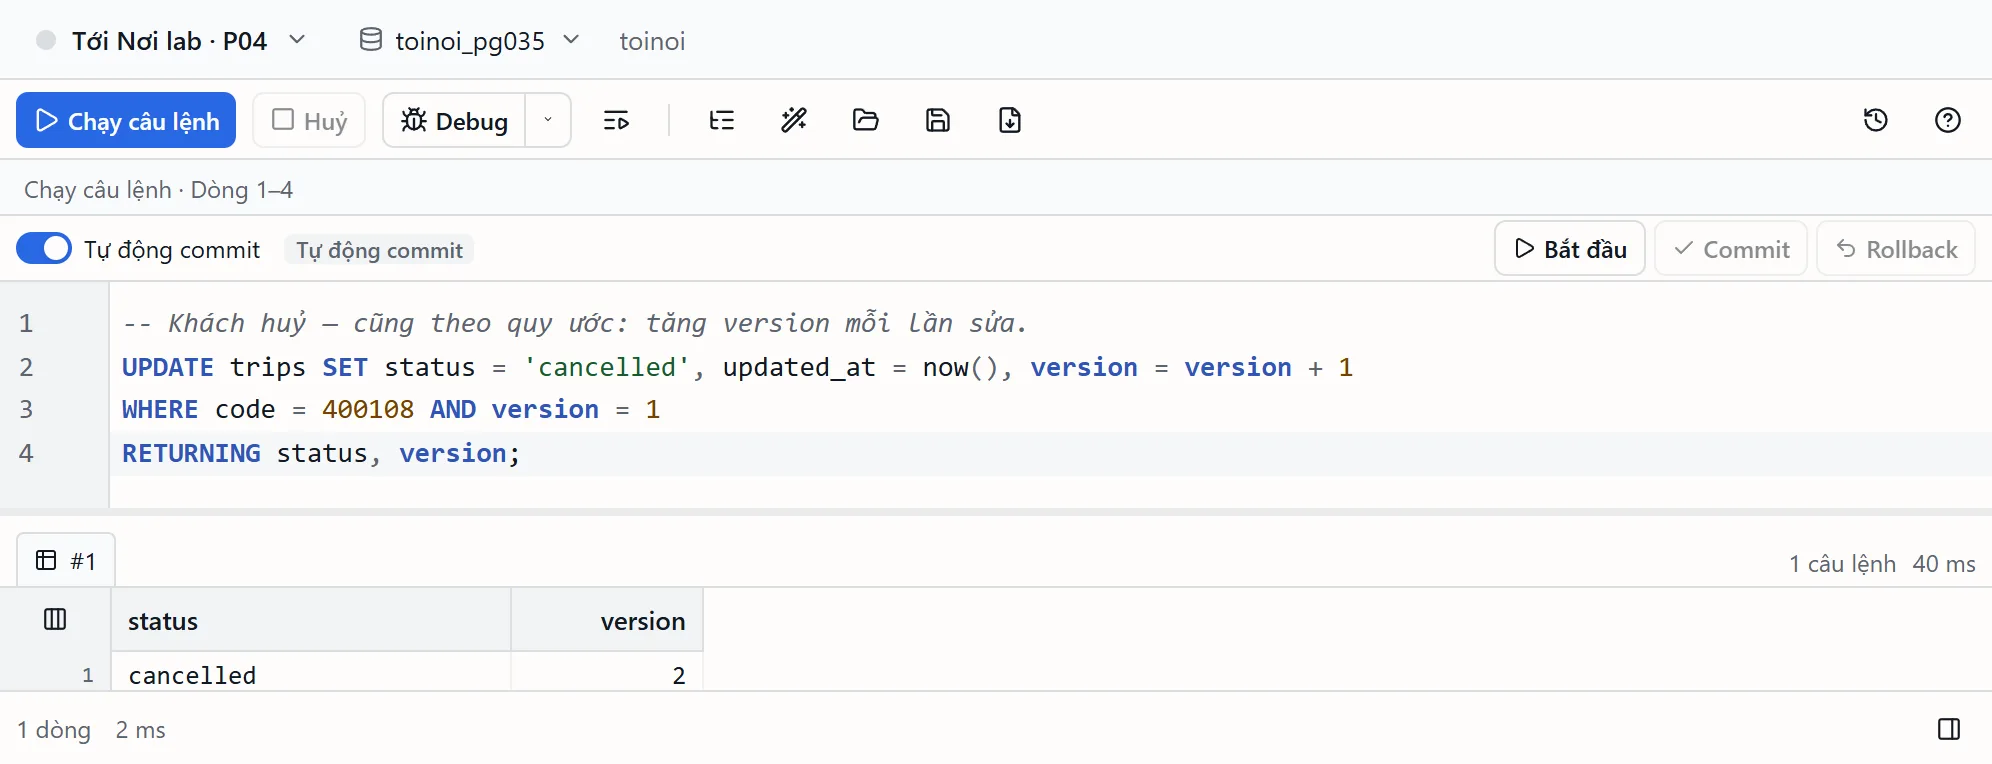 Tới Nơi lab · P04 toinoi_pg035 toinoi
Chạy câu lệnh Huỷ Debug
Chạy câu lệnh · Dòng 1–4
Tự động commit Tự động commit Bắt đầu Commit Rollback
1 -- Khách huỷ — cũng theo quy ước: tăng version mỗi lần sửa.
2 UPDATE trips SET status = 'cancelled', updated_at = now(), version = version + 1
3 WHERE code = 400108 AND version = 1
4 RETURNING status, version;
#1 1 câu lệnh 40 ms
status version
1 cancelled 2
1 dòng 2 ms